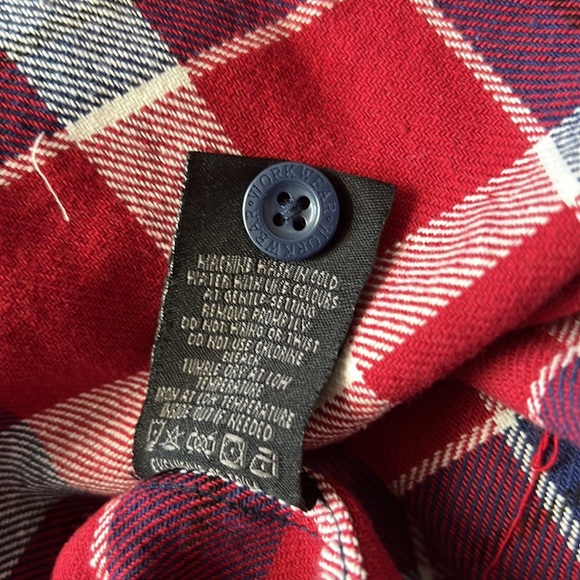 WORKWEAR • WORKWEAR •
MACHINE WASH IN COLD
WATER WITH LIKE COLOURS
AT GENTLE SETTING
REMOVE PROMPTLY
DO NOT WRING OR TWIST
DO NOT USE CHLORINE
BLEACH
TUMBLE DRY AT LOW
TEMPERATURE
IRON AT LOW TEMPERATURE
INSIDE OUT IF NEEDED